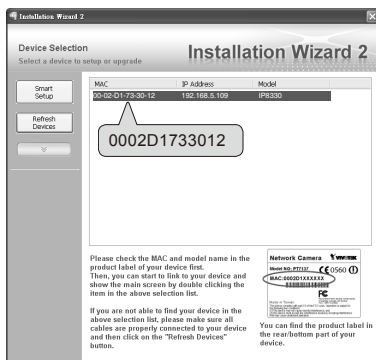 Installation Wizard 2
Device Selection
Select a device to setup or upgrade
Installation Wizard 2
Smart
Setup
Refresh
Devices
MAC IP Address Model
00-02-D1-73-30-12 192.168.5.109 IP8330
0002D1733012
Please check the MAC and model name in the
product label of your device first.
Then, you can start to link to your device and
show the main screen by double clicking the
item in the above selection list.
If you are not able to find your device in the
above selection list, please make sure all
cables are properly connected to your device
and then click on the "Refresh Devices"
button.
Network Camera VIVOTEK
Model NO: PT7137 CE 0560
MAC:0002D1XXXXXX
FC
Made in Taiwan
You can find the product label in
the rear/bottom part of your
device.